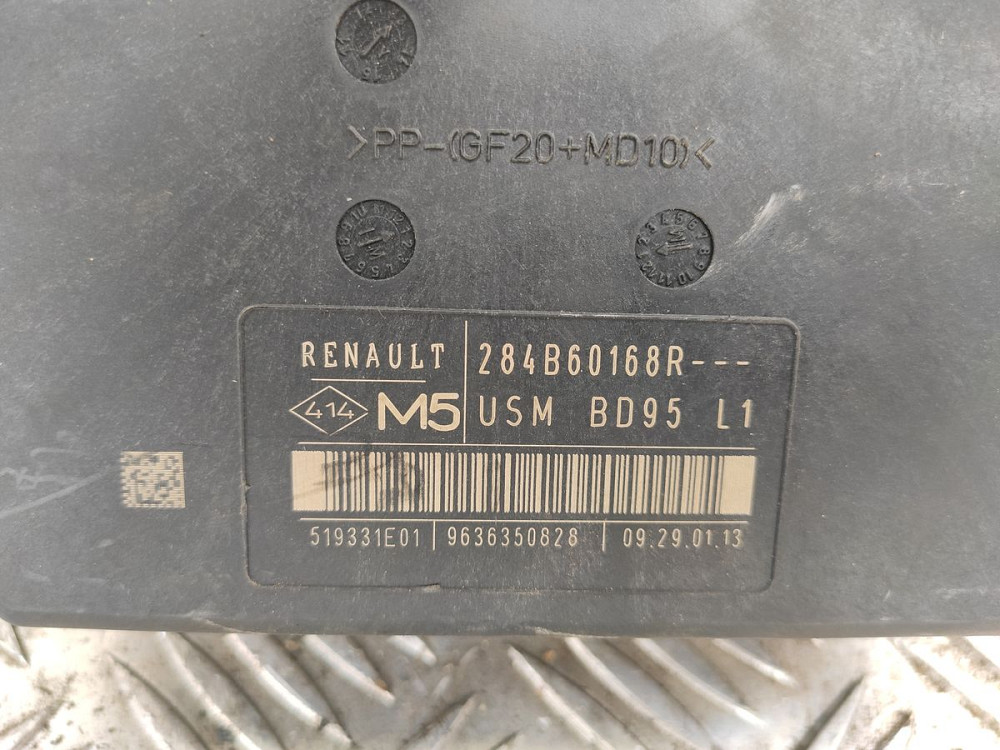 >PP-(GF20+MD10)<
RENAULT 284B60168R---
414 M5 USM BD95 L1
519331E01 9636350828 09.29.01.13